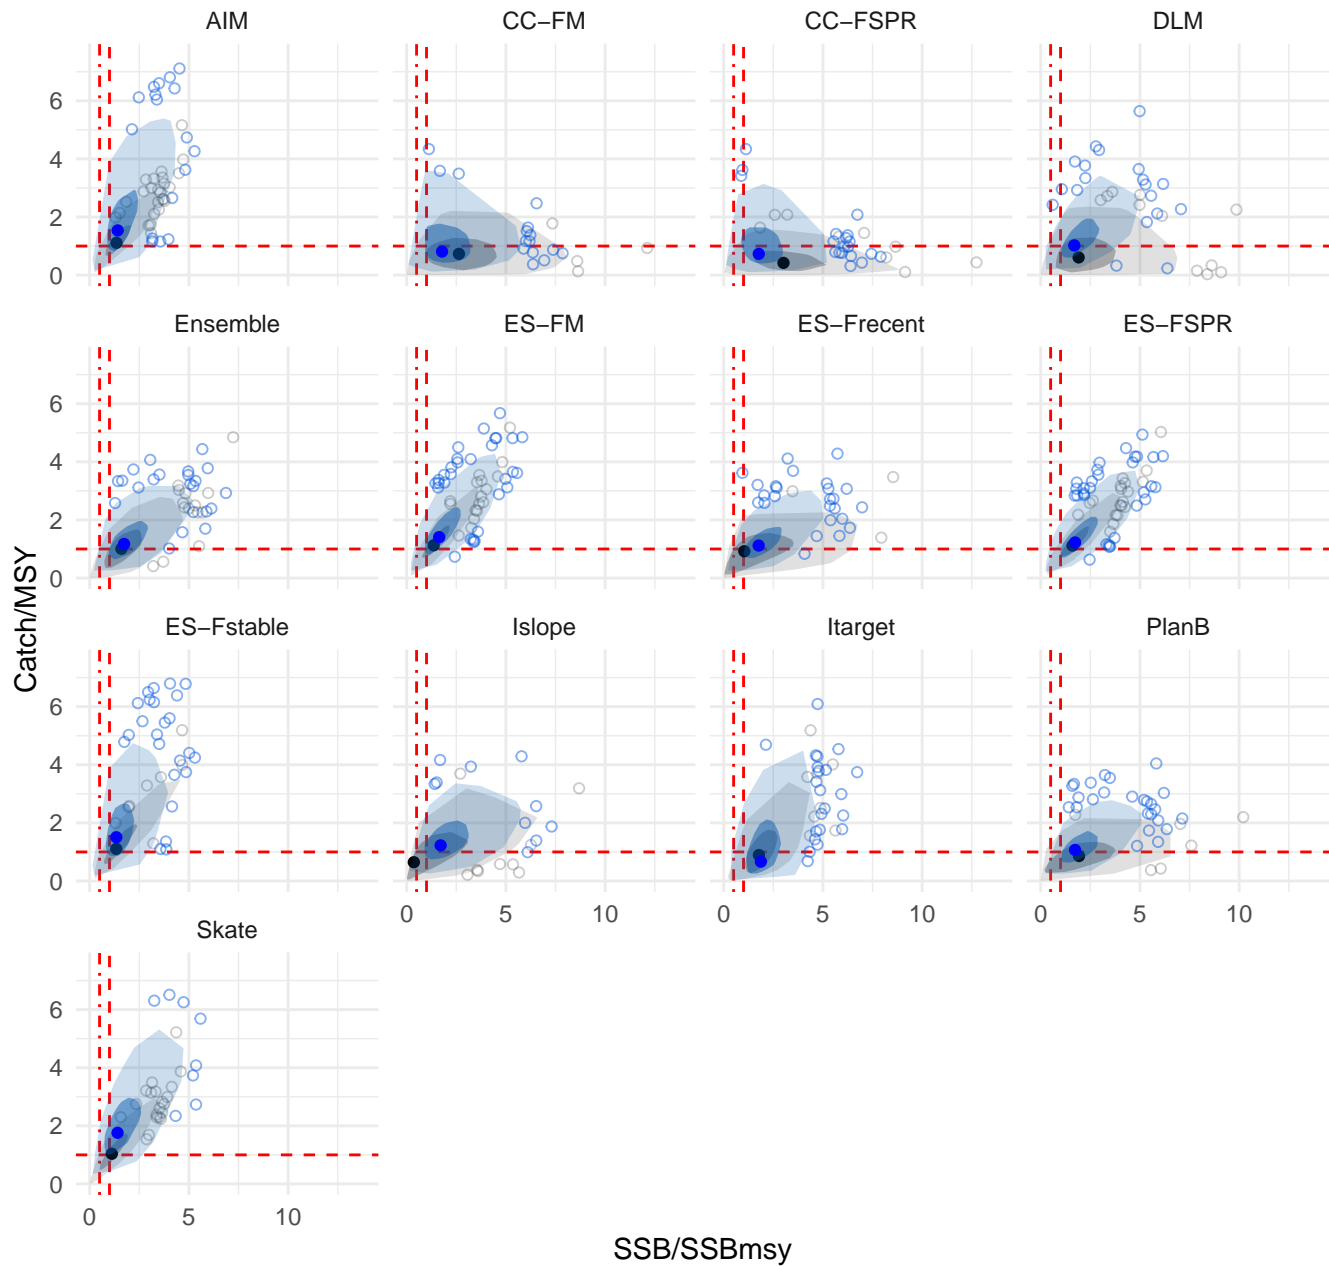 AIM CC−FM CC−FSPR DLM
6
4
2
0
Ensemble ES−FM ES−Frecent ES−FSPR
6
4
2
0
ES−Fstable Islope Itarget PlanB
6
4
2
0
0 5 10 0 5 10 0 5 10
Skate
6
4
2
0
0 5 10
Catch/MSY
SSB/SSBmsy